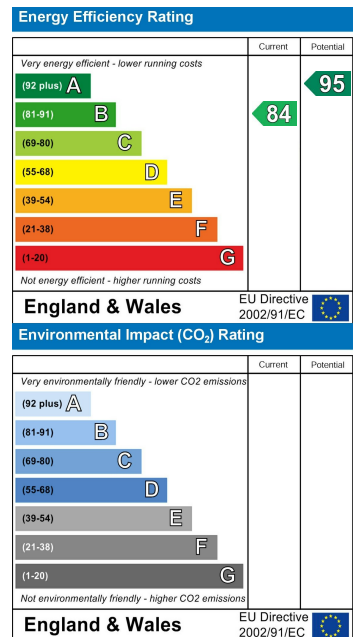 Energy Efficiency Rating
Current Potential
Very energy efficient - lower running costs
(92 plus) A
95
(81-91) B
84
(69-80) C
(55-68) D
(39-54) E
(21-38) F
(1-20) G
Not energy efficient - higher running costs
England & Wales
EU Directive
2002/91/EC
Environmental Impact (CO₂) Rating
Current Potential
Very environmentally friendly - lower CO2 emissions
(92 plus) A
(81-91) B
(69-80) C
(55-68) D
(39-54) E
(21-38) F
(1-20) G
Not environmentally friendly - higher CO2 emissions
England & Wales
EU Directive
2002/91/EC